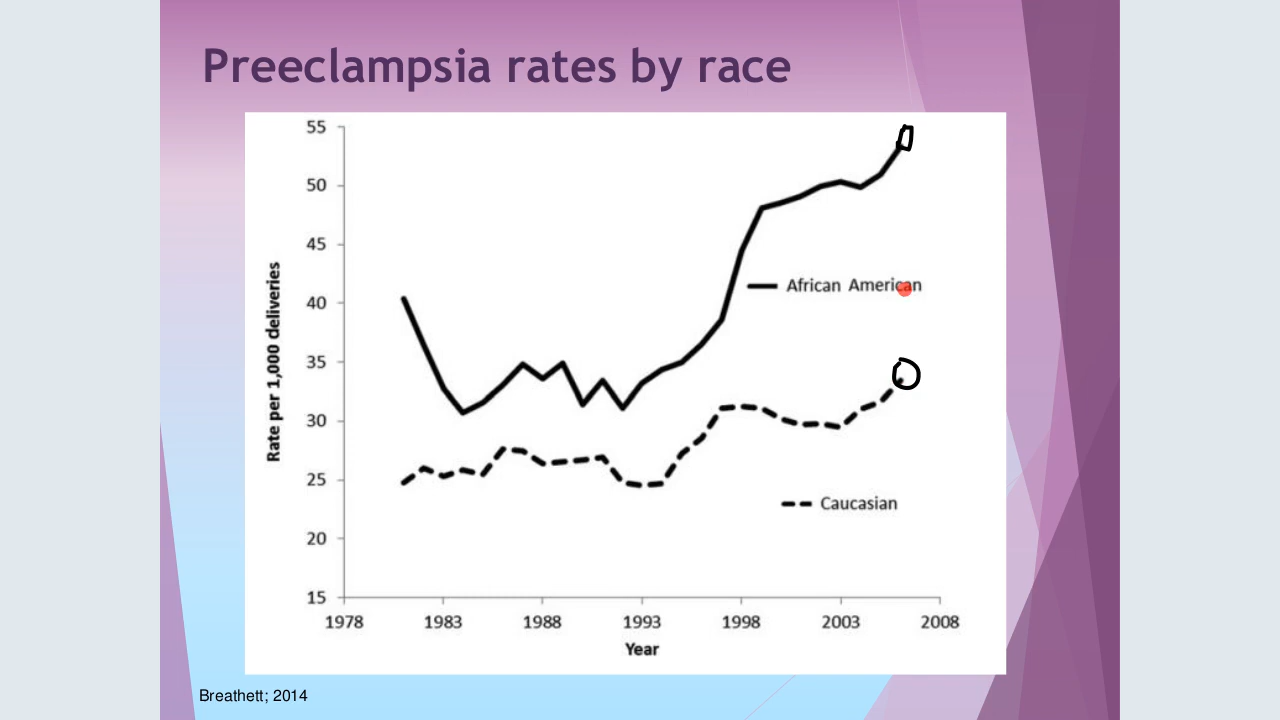 Preeclampsia rates by race
55
50
45
40
35
30
25
20
15
Rate per 1,000 deliveries
African American
Caucasian
1978 1983 1988 1993 1998 2003 2008
Year
Breathett; 2014